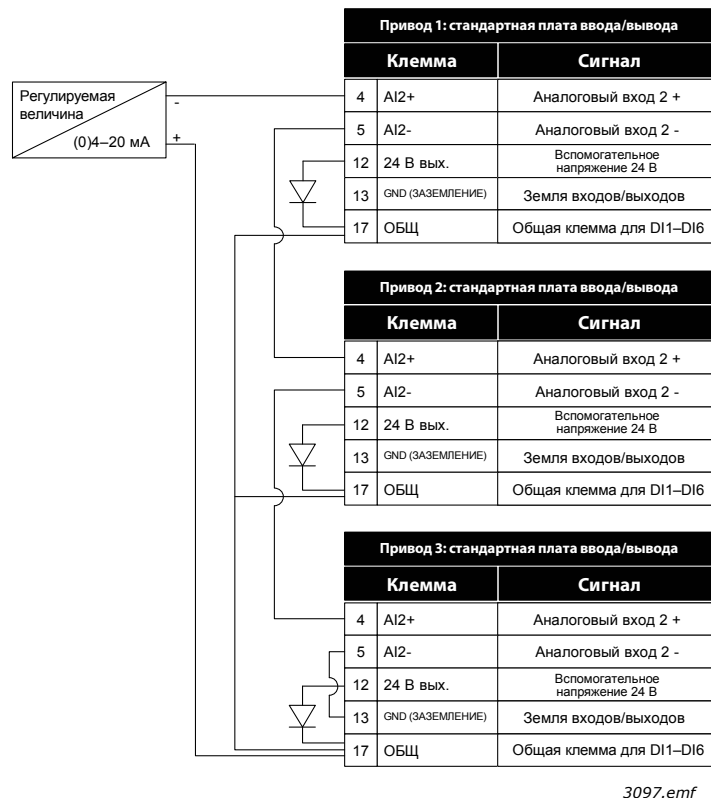 Регулируемая
величина
(0)4–20 мА
-
+
Привод 1: стандартная плата ввода/вывода
Клемма Сигнал
4 AI2+ Аналоговый вход 2 +
5 AI2- Аналоговый вход 2 -
12 24 В вых. Вспомогательное
напряжение 24 В
13 GND (ЗАЗЕМЛЕНИЕ) Земля входов/выходов
17 ОБЩ Общая клемма для DI1–DI6
Привод 2: стандартная плата ввода/вывода
Клемма Сигнал
4 AI2+ Аналоговый вход 2 +
5 AI2- Аналоговый вход 2 -
12 24 В вых. Вспомогательное
напряжение 24 В
13 GND (ЗАЗЕМЛЕНИЕ) Земля входов/выходов
17 ОБЩ Общая клемма для DI1–DI6
Привод 3: стандартная плата ввода/вывода
Клемма Сигнал
4 AI2+ Аналоговый вход 2 +
5 AI2- Аналоговый вход 2 -
12 24 В вых. Вспомогательное
напряжение 24 В
13 GND (ЗАЗЕМЛЕНИЕ) Земля входов/выходов
17 ОБЩ Общая клемма для DI1–DI6
3097.emf